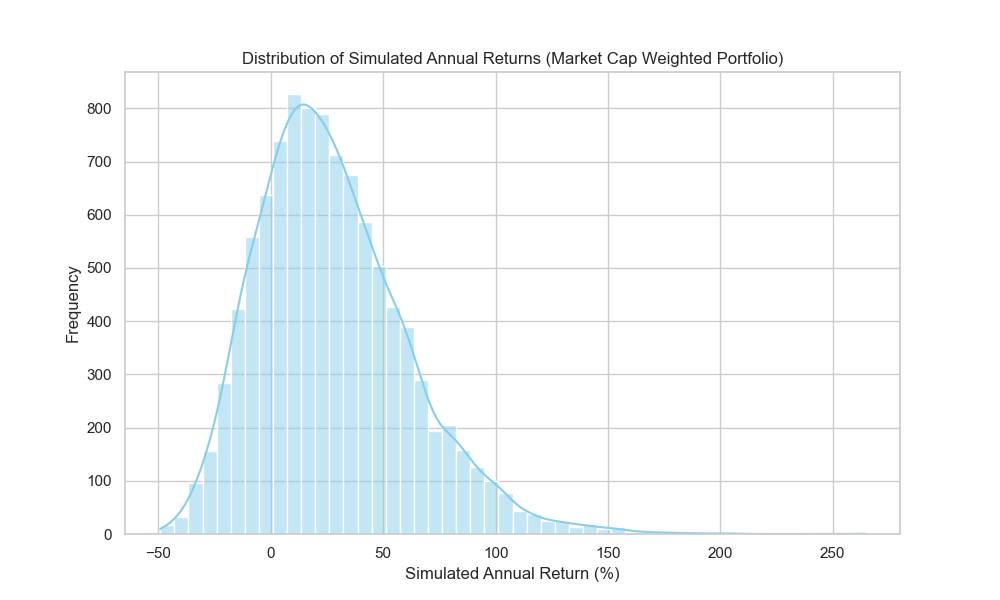 Distribution of Simulated Annual Returns (Market Cap Weighted Portfolio)
Frequency
800
700
600
500
400
300
200
100
0
−50 0 50 100 150 200 250
Simulated Annual Return (%)